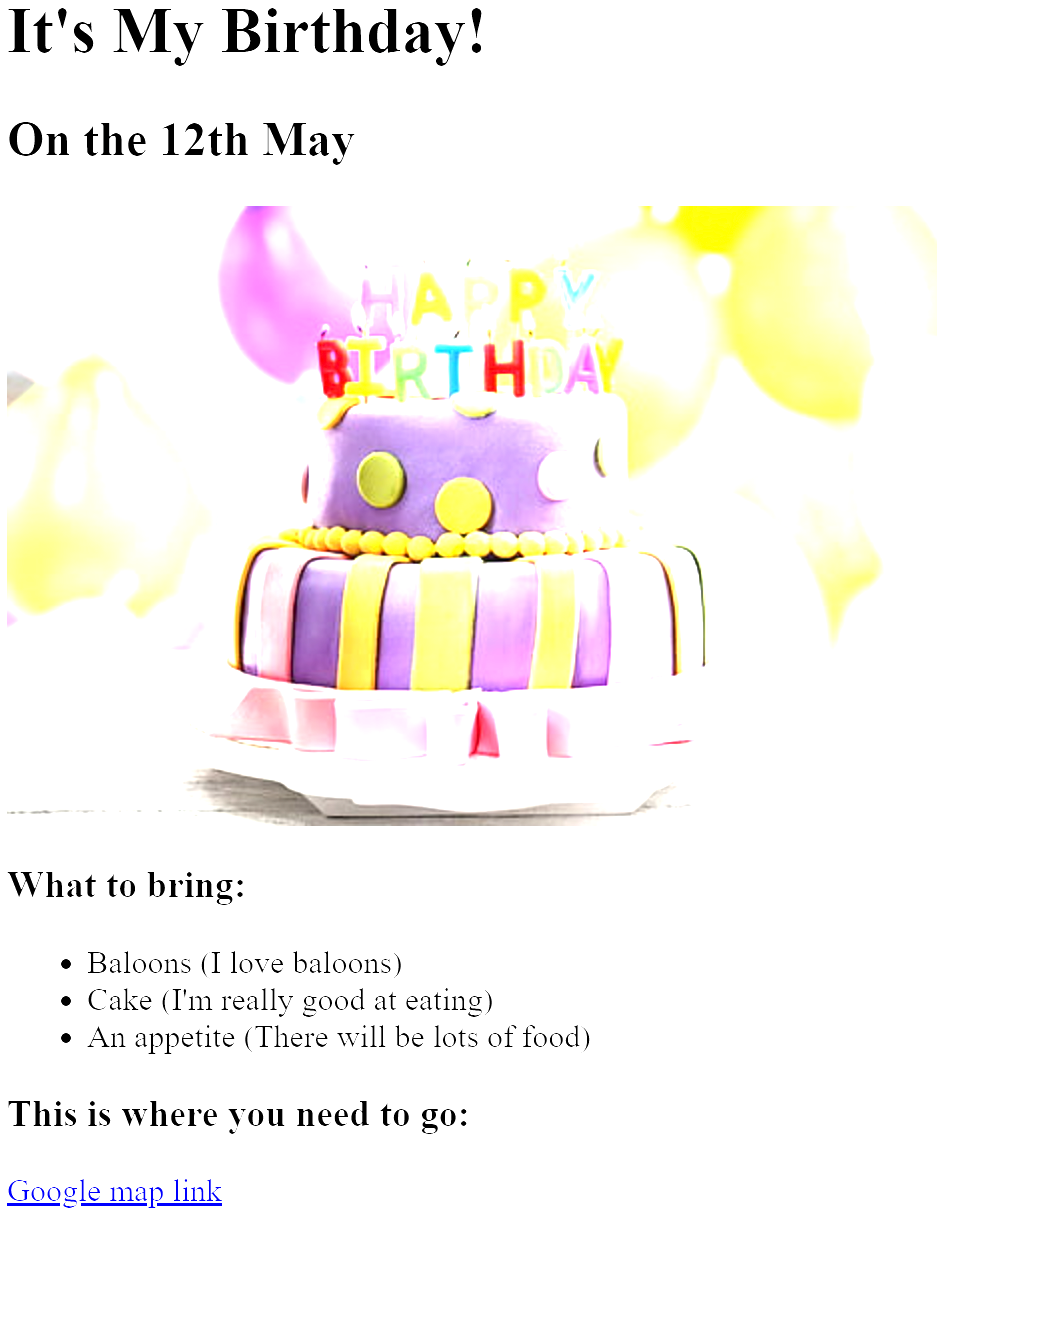 It's My Birthday!
On the 12th May
HAPPY
BIRTHDAY
What to bring:
Baloons (I love baloons)
Cake (I'm really good at eating)
An appetite (There will be lots of food)
This is where you need to go:
Google map link